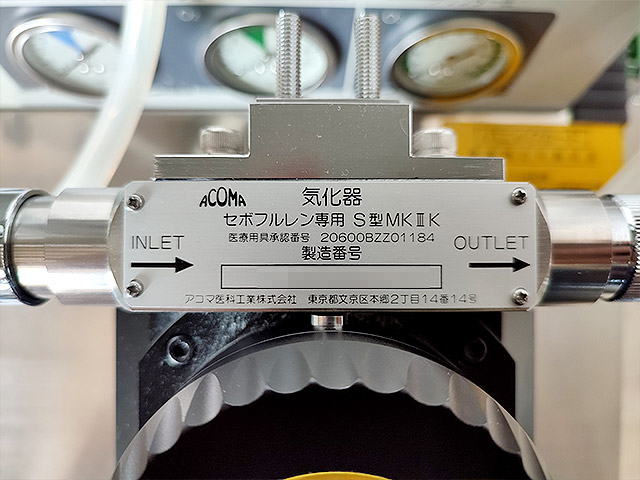 ACOMA
気化器
セボフルレン専用 S型MKⅢK
医療用具承認番号 20600BZZ01184
INLET
製造番号
OUTLET
アコマ医科工業株式会社 東京都文京区本郷2丁目14番14号